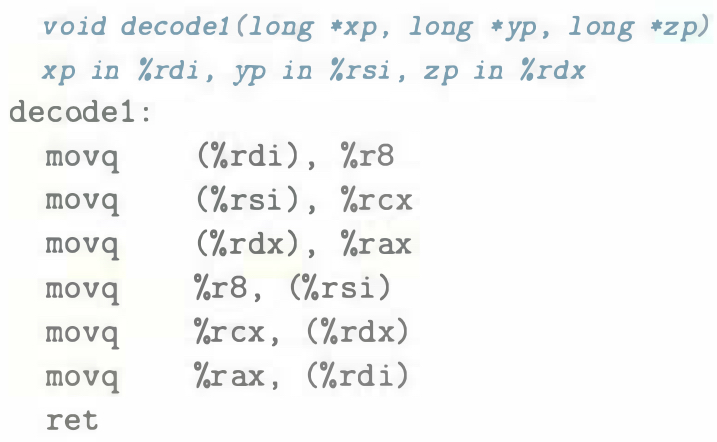 void decode1(long *xp, long *yp, long *zp)
xp in %rdi, yp in %rsi, zp in %rdx
decode1:
movq (%rdi), %r8
movq (%rsi), %rcx
movq (%rdx), %rax
movq %r8, (%rsi)
movq %rcx, (%rdx)
movq %rax, (%rdi)
ret